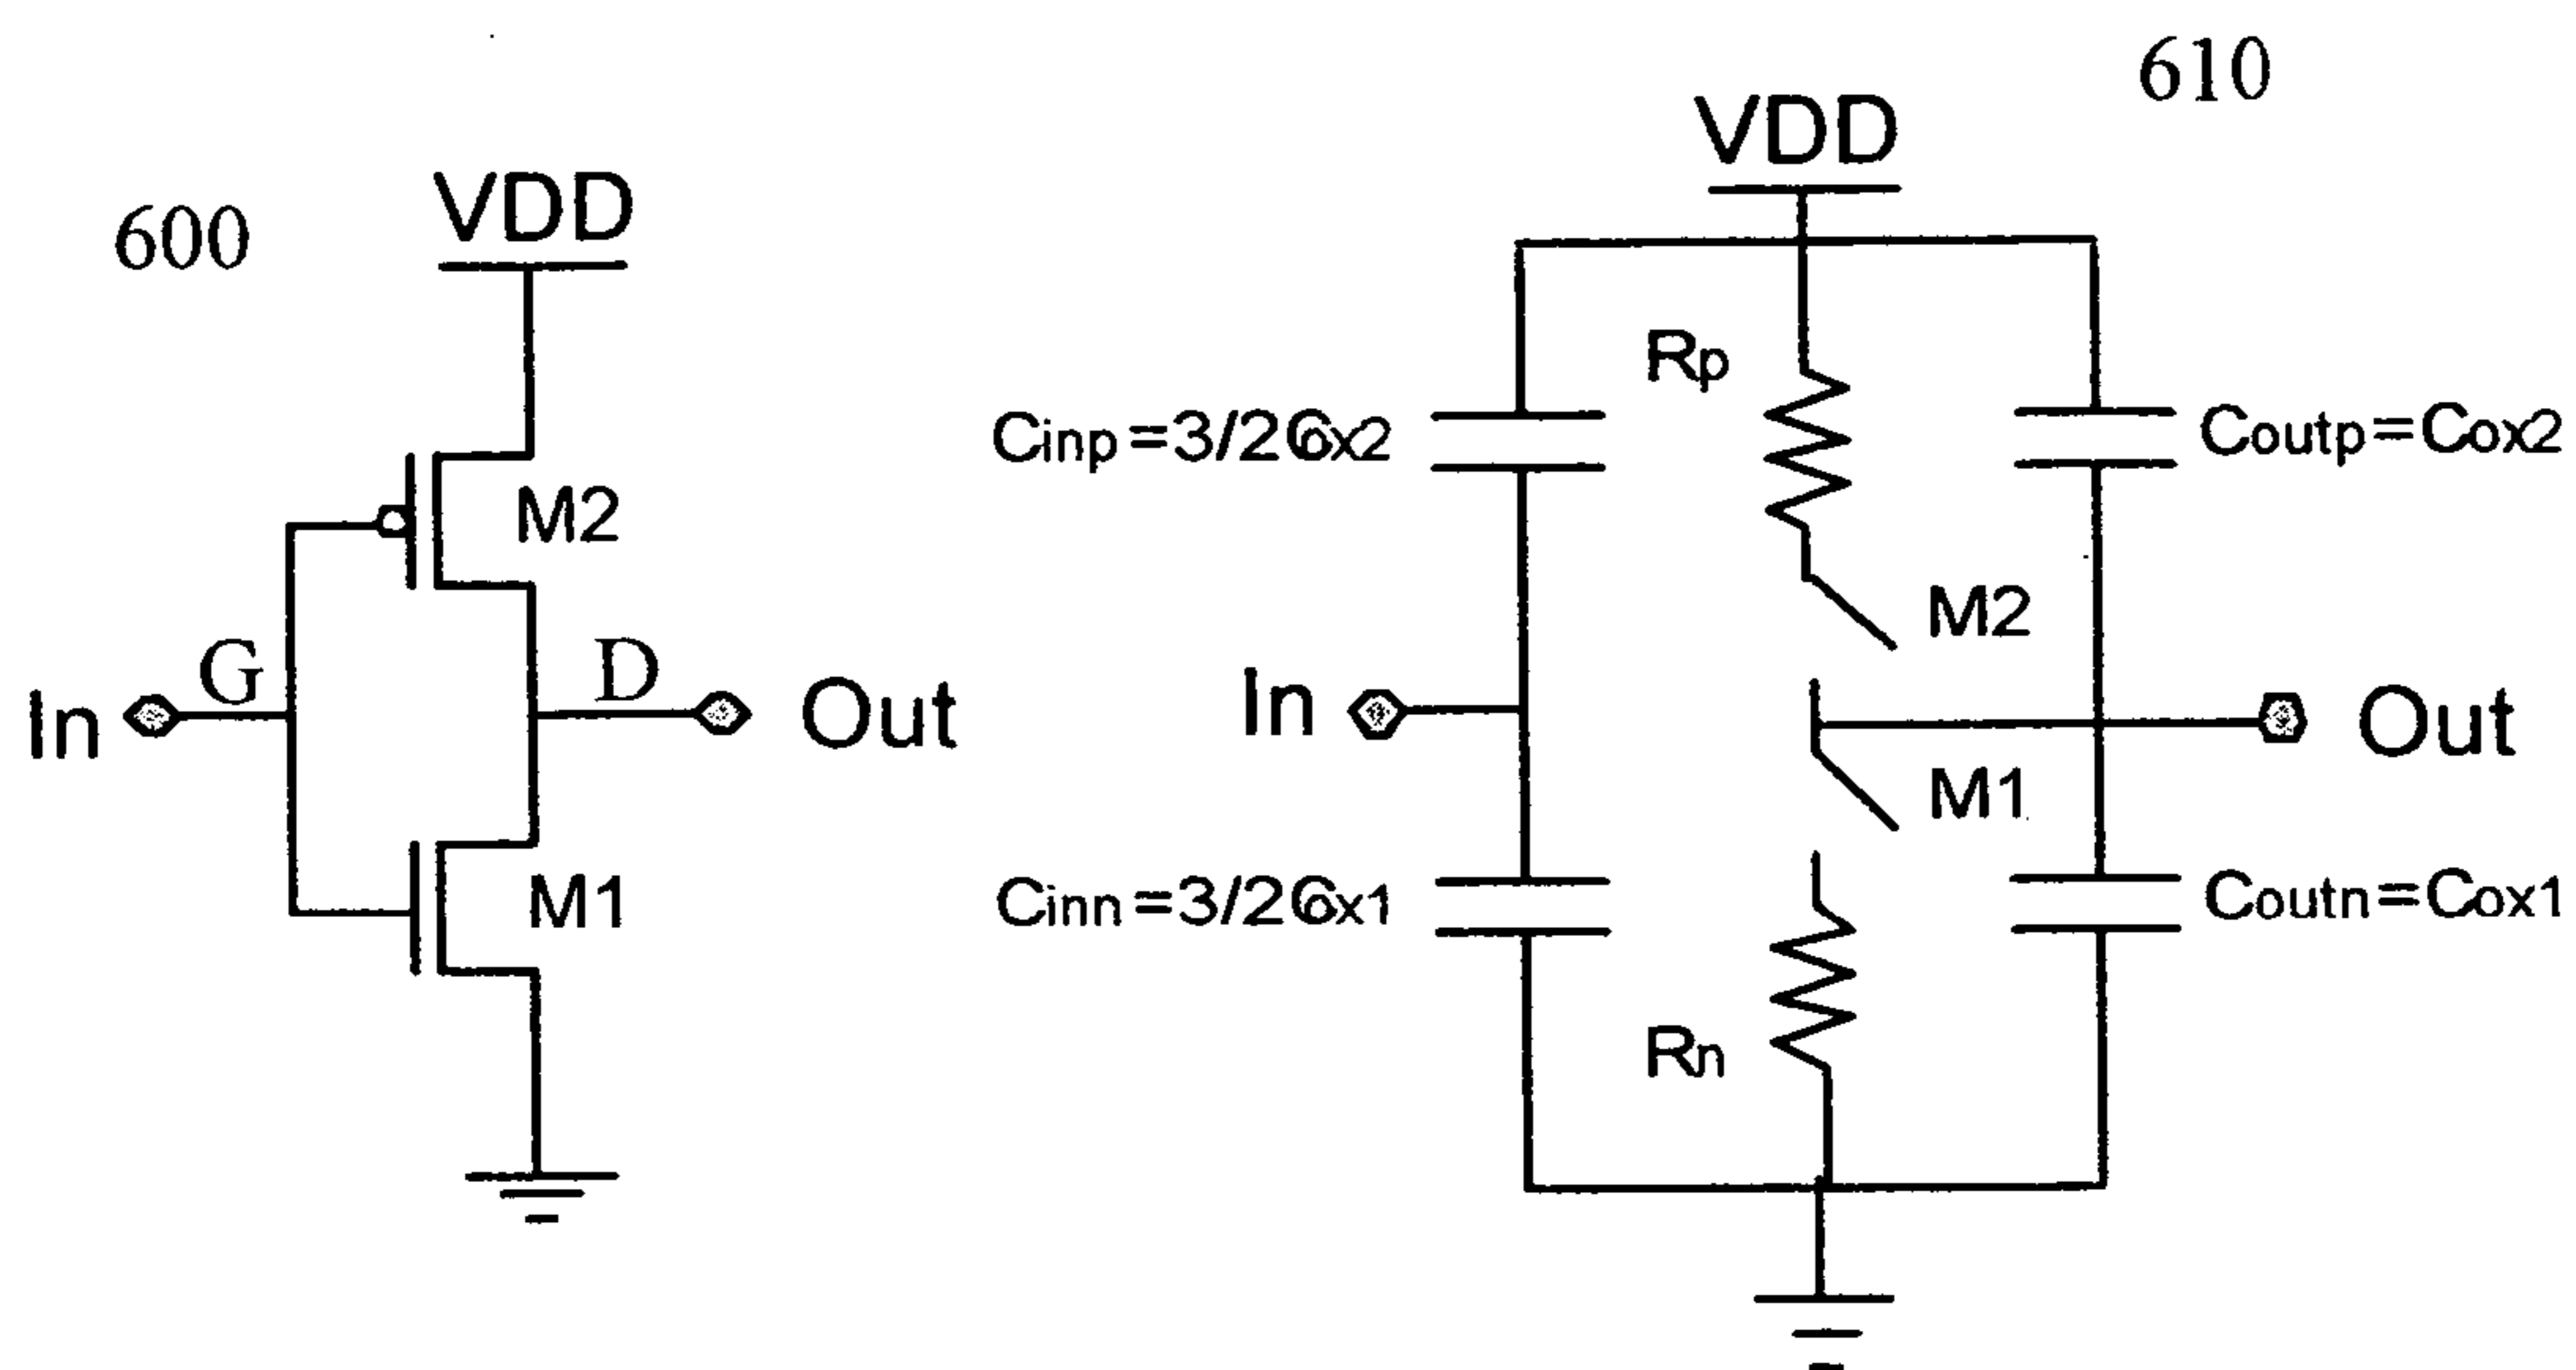 600
VDD
M2
G
D
In
Out
M1
610
VDD
Rp
Cinp=3/2Cox2
Coutp=Cox2
M2
In
Out
M1
Cinn=3/2Cox1
Coutn=Cox1
Rn